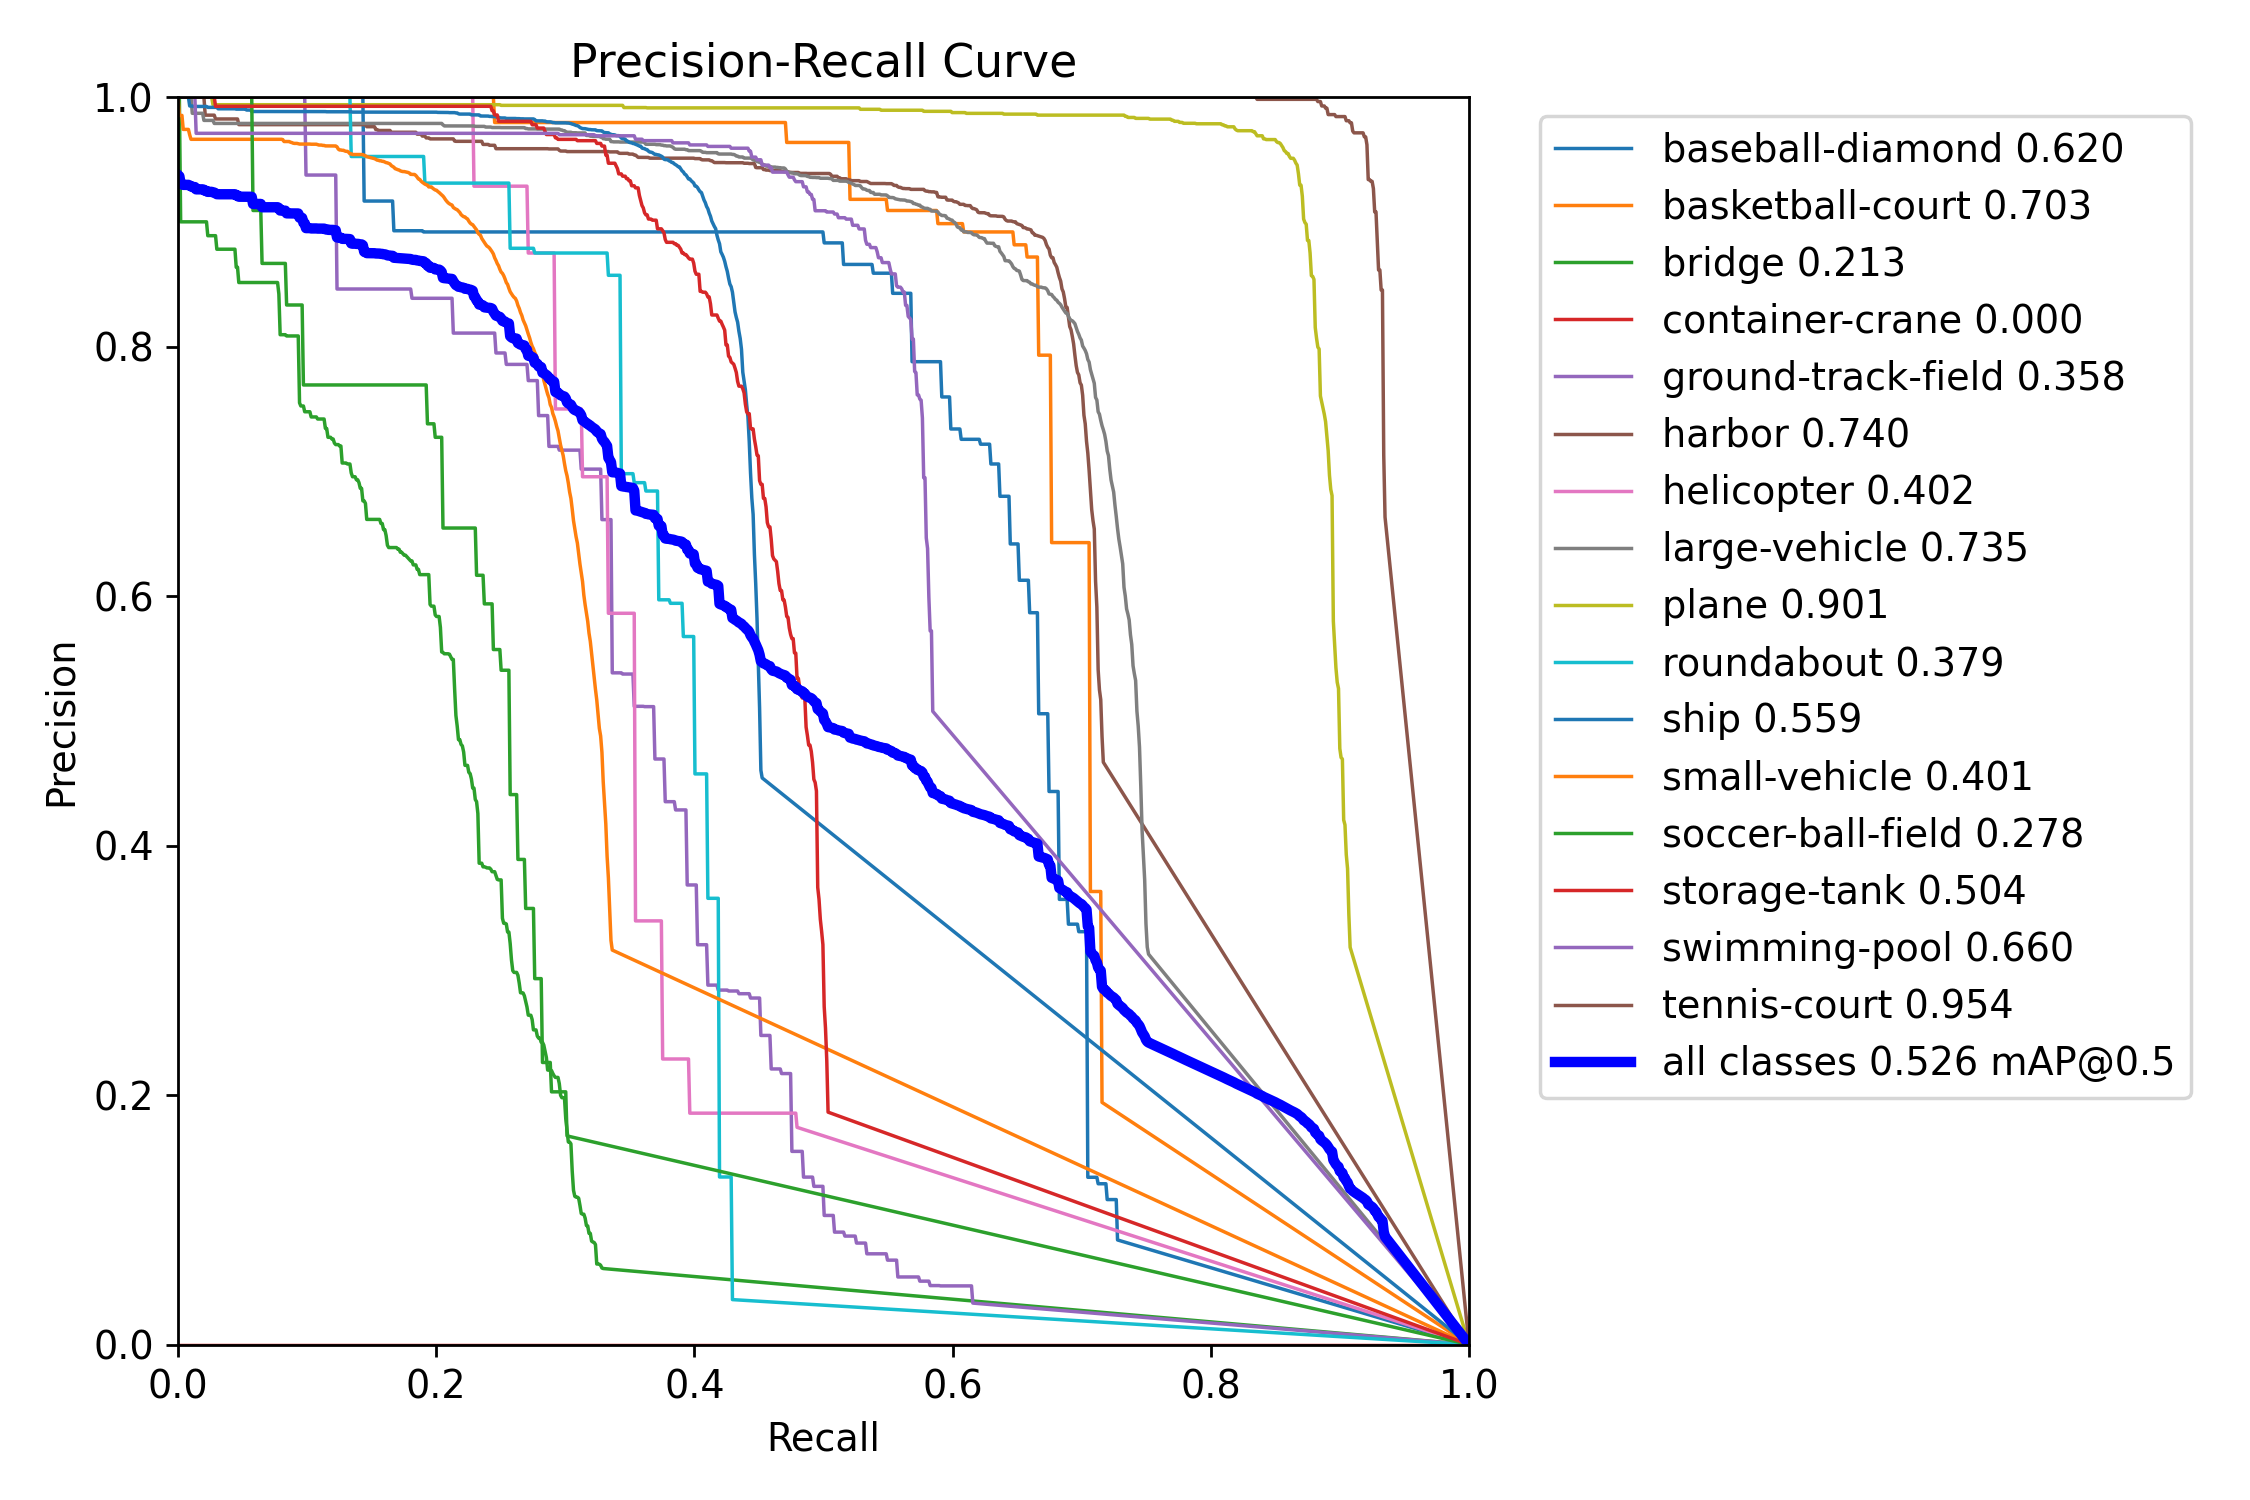 Precision-Recall Curve
1.0
0.8
0.6
0.4
0.2
0.0
Precision
0.0 0.2 0.4 0.6 0.8 1.0
Recall
baseball-diamond 0.620
basketball-court 0.703
bridge 0.213
container-crane 0.000
ground-track-field 0.358
harbor 0.740
helicopter 0.402
large-vehicle 0.735
plane 0.901
roundabout 0.379
ship 0.559
small-vehicle 0.401
soccer-ball-field 0.278
storage-tank 0.504
swimming-pool 0.660
tennis-court 0.954
all classes 0.526 mAP@0.5